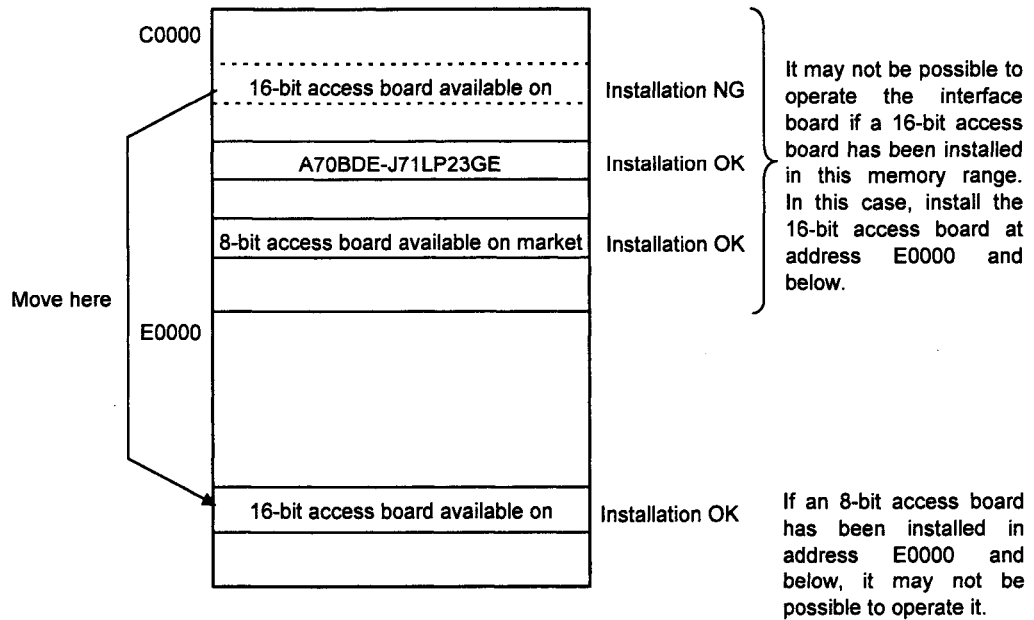 C0000
16-bit access board available on
Installation NG
A70BDE-J71LP23GE
Installation OK
8-bit access board available on market
Installation OK
It may not be possible to
operate the interface
board if a 16-bit access
board has been installed
in this memory range.
In this case, install the
16-bit access board at
address E0000 and
below.
Move here
E0000
16-bit access board available on
Installation OK
If an 8-bit access board
has been installed in
address E0000 and
below, it may not be
possible to operate it.